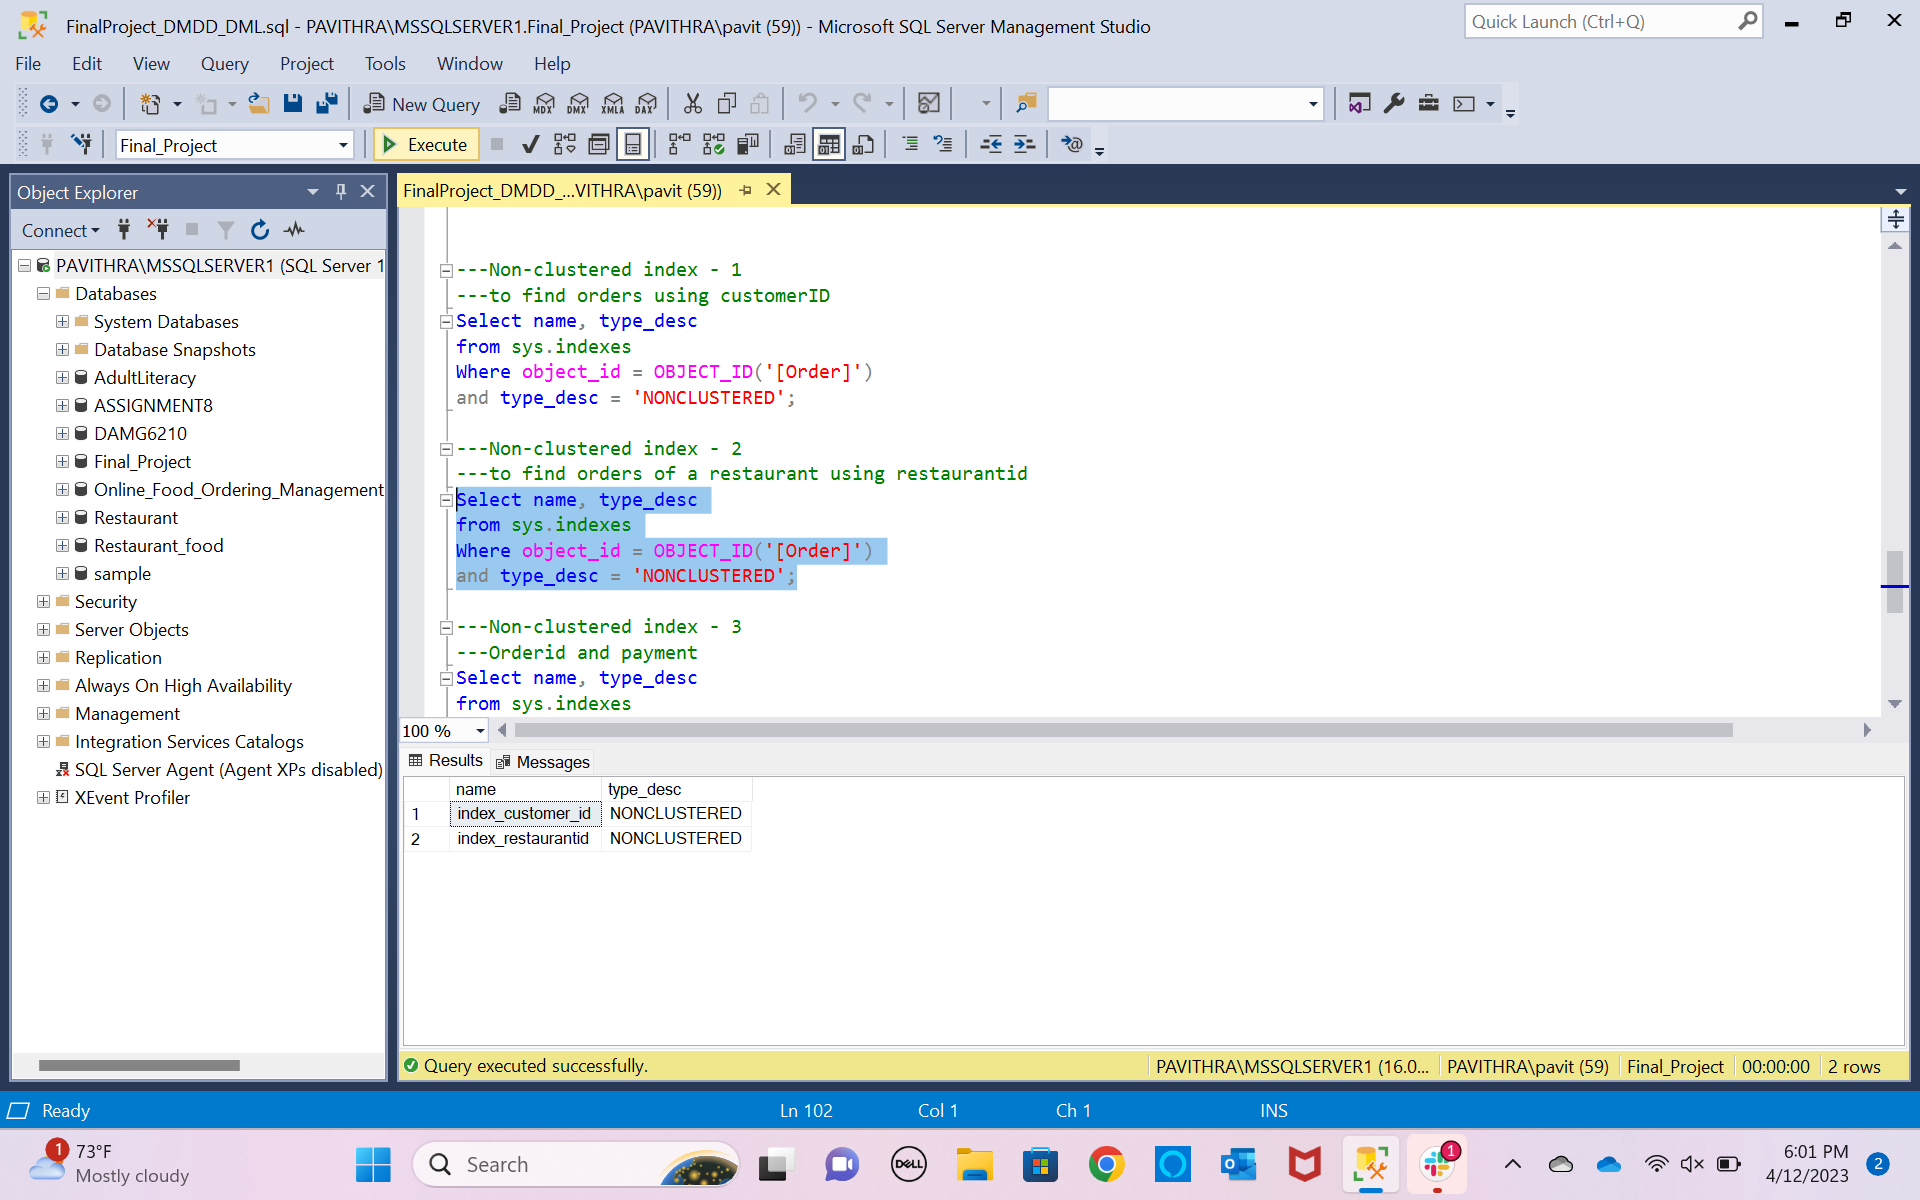 FinalProject_DMDD_DML.sql - PAVITHRA\MSSQLSERVER1.Final_Project (PAVITHRA\pavit (59)) - Microsoft SQL Server Management Studio
Quick Launch (Ctrl+Q)
File Edit View Query Project Tools Window Help
New Query
MDX DMX XMLA DAX
Final_Project
Execute
Object Explorer
FinalProject_DMDD_...VITHRA\pavit (59))
Connect
PAVITHRA\MSSQLSERVER1 (SQL Server 1
Databases
System Databases
Database Snapshots
AdultLiteracy
ASSIGNMENT8
DAMG6210
Final_Project
Online_Food_Ordering_Management
Restaurant
Restaurant_food
sample
Security
Server Objects
Replication
Always On High Availability
Management
Integration Services Catalogs
SQL Server Agent (Agent XPs disabled)
XEvent Profiler
---Non-clustered index - 1
---to find orders using customerID
Select name, type_desc
from sys.indexes
Where object_id = OBJECT_ID('[Order]')
and type_desc = 'NONCLUSTERED';
---Non-clustered index - 2
---to find orders of a restaurant using restaurantid
Select name, type_desc
from sys.indexes
Where object_id = OBJECT_ID('[Order]')
and type_desc = 'NONCLUSTERED';
---Non-clustered index - 3
---Orderid and payment
Select name, type_desc
from sys.indexes
100 %
Results Messages
name type_desc
1 index_customer_id NONCLUSTERED
2 index_restaurantid NONCLUSTERED
Query executed successfully. PAVITHRA\MSSQLSERVER1 (16.0... PAVITHRA\pavit (59) Final_Project 00:00:00 2 rows
Ready Ln 102 Col 1 Ch 1 INS
1 73°F
Mostly cloudy
Search
DELL
1
6:01 PM
4/12/2023
2